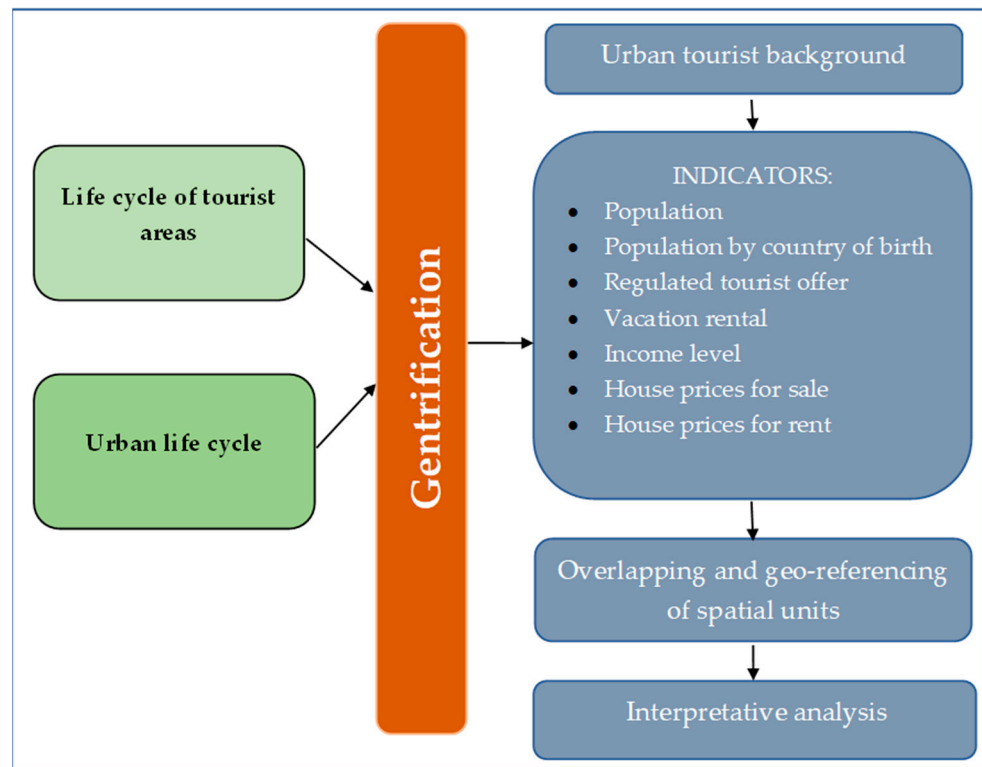 Life cycle of tourist
areas
Urban life cycle
Gentrification
Urban tourist background
INDICATORS:
• Population
• Population by country of birth
• Regulated tourist offer
• Vacation rental
• Income level
• House prices for sale
• House prices for rent
Overlapping and geo-referencing
of spatial units
Interpretative analysis